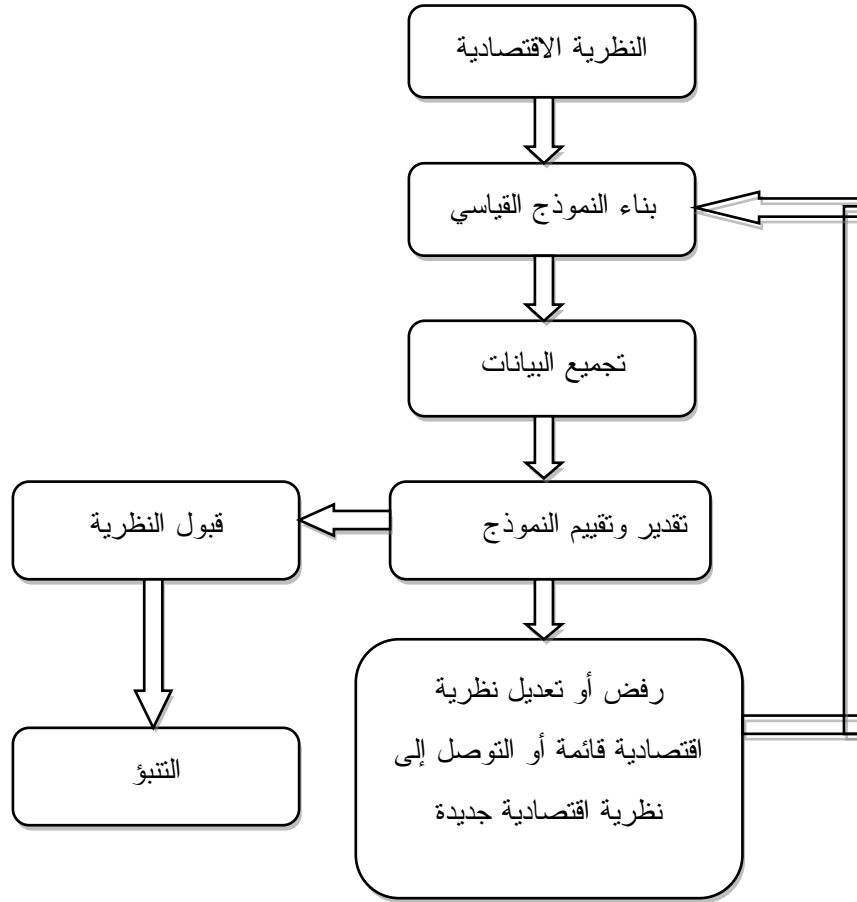 النظرية الاقتصادية
بناء النموذج القياسي
تجميع البيانات
تقدير وتقييم النموذج
قبول النظرية
رفض أو تعديل نظرية
اقتصادية قائمة أو التوصل إلى
نظرية اقتصادية جديدة
التنبؤ